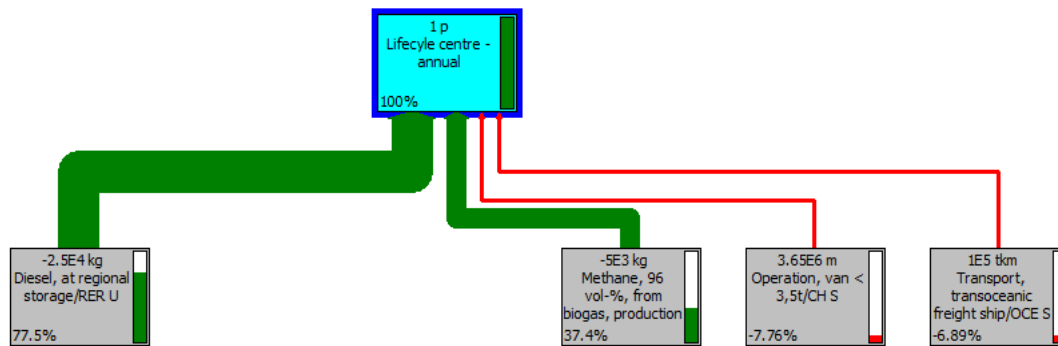 1 p
Lifecyle centre -
annual
100%
-2.5E4 kg
Diesel, at regional
storage/RER U
77.5%
-5E3 kg
Methane, 96
vol-%, from
biogas, production
37.4%
3.65E6 m
Operation, van <
3,5t/CH S
-7.76%
1E5 tkm
Transport,
transoceanic
freight ship/OCE S
-6.89%